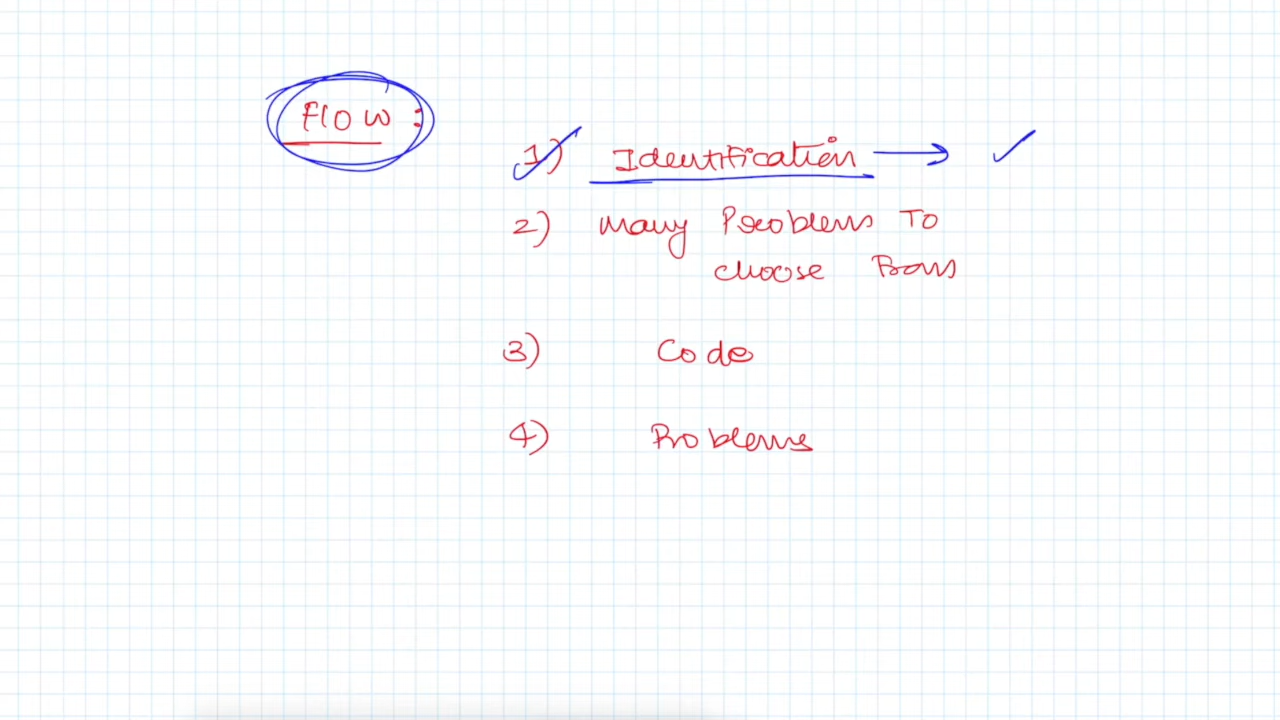 Flow :
1) Identification →
2) Many Problems To
choose From
3) Code
4) Problems